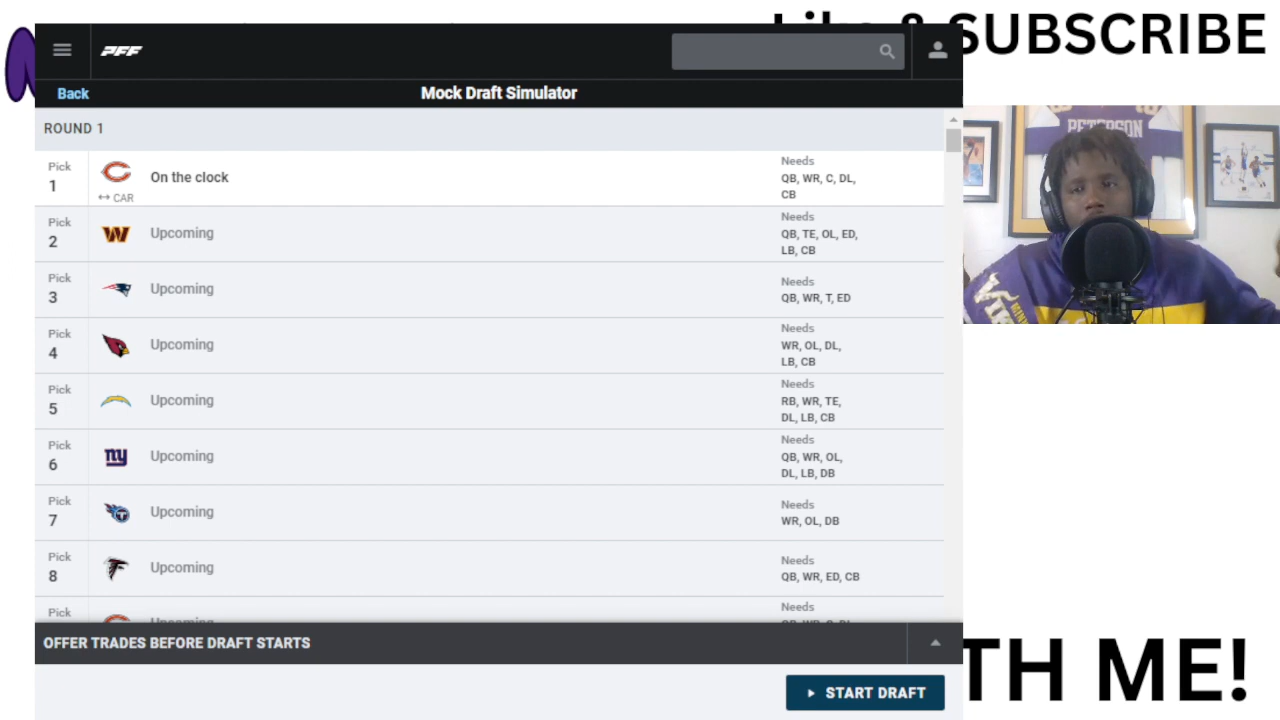 SUBSCRIBE
PFF
Back
Mock Draft Simulator
ROUND 1
Pick
1
CAR
On the clock
Needs
QB, WR, C, DL,
CB
Pick
2
Upcoming
Needs
QB, TE, OL, ED,
LB, CB
Pick
3
Upcoming
Needs
QB, WR, T, ED
Pick
4
Upcoming
Needs
WR, OL, DL,
LB, CB
Pick
5
Upcoming
Needs
RB, WR, TE,
DL, LB, CB
Pick
6
ny
Upcoming
Needs
QB, WR, OL,
DL, LB, DB
Pick
7
Upcoming
Needs
WR, OL, DB
Pick
8
Upcoming
Needs
QB, WR, ED, CB
Pick
Needs
OFFER TRADES BEFORE DRAFT STARTS
START DRAFT
PETERSON
TH ME!